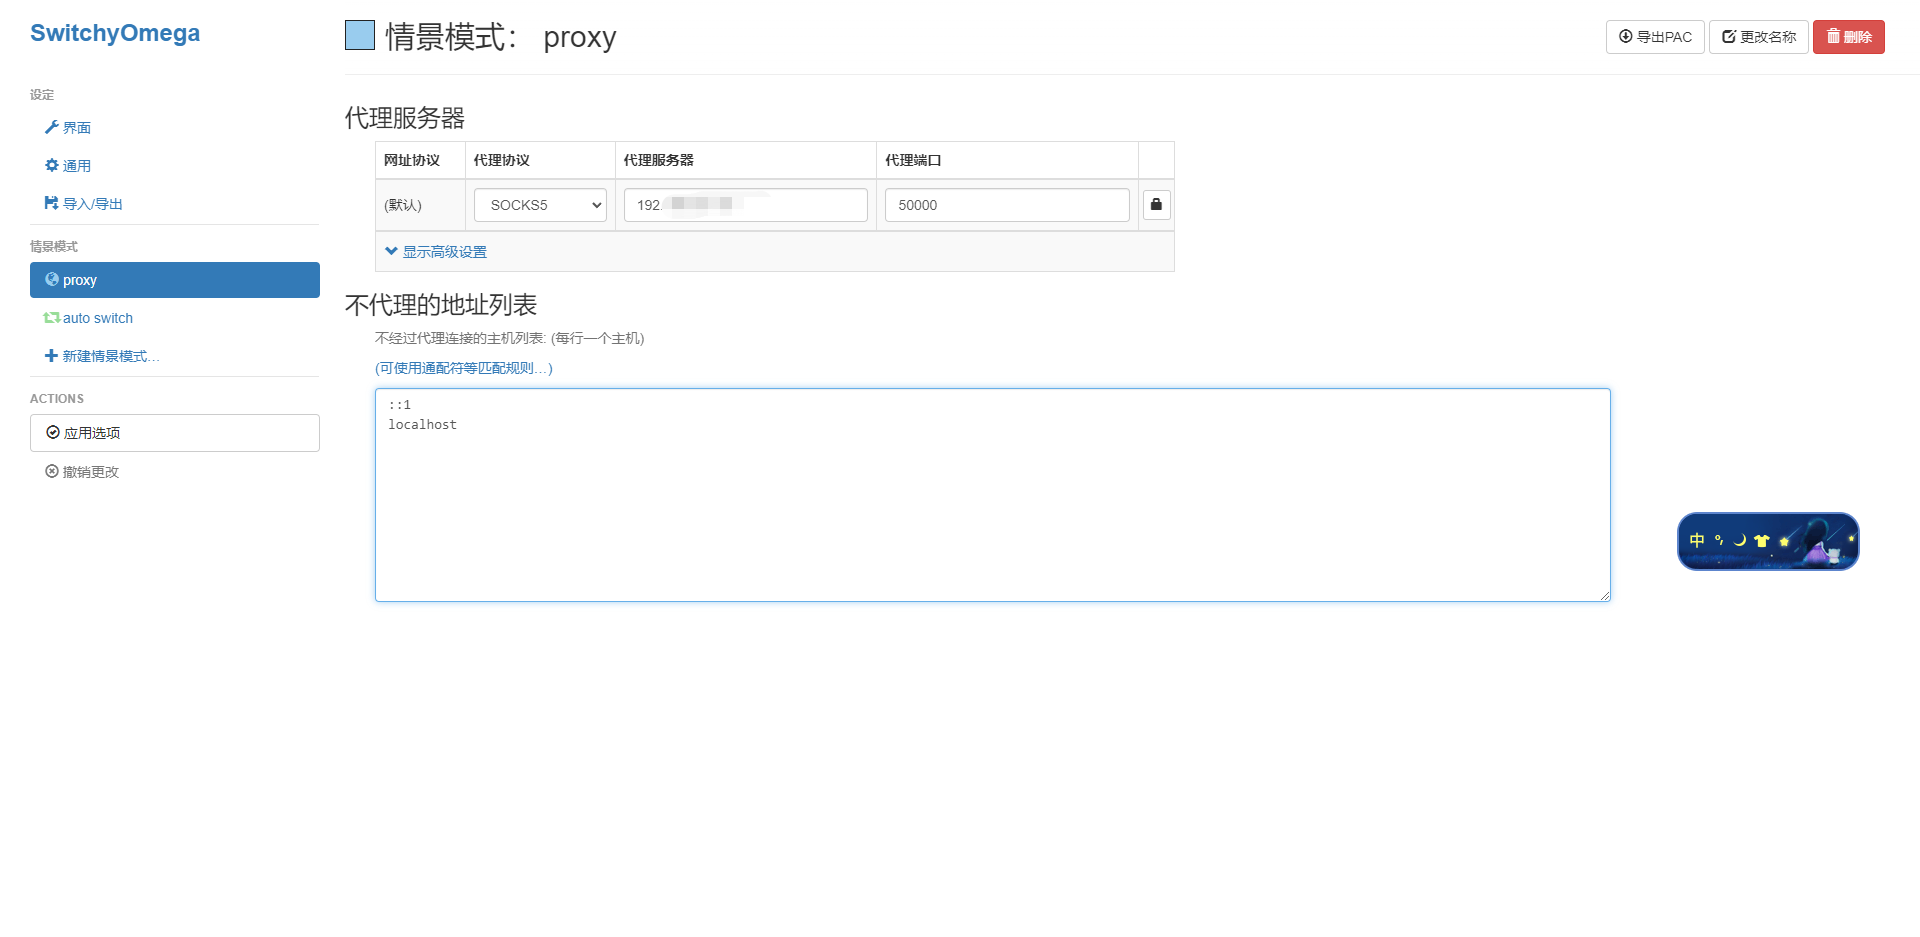 SwitchyOmega
设定
界面
通用
导入/导出
情景模式
proxy
auto switch
新建情景模式…
ACTIONS
应用选项
撤销更改
情景模式： proxy
导出PAC
更改名称
删除
代理服务器
网址协议 代理协议 代理服务器 代理端口
(默认) SOCKS5 192. 50000
显示高级设置
不代理的地址列表
不经过代理连接的主机列表: (每行一个主机)
(可使用通配符等匹配规则…)
::1
localhost
中